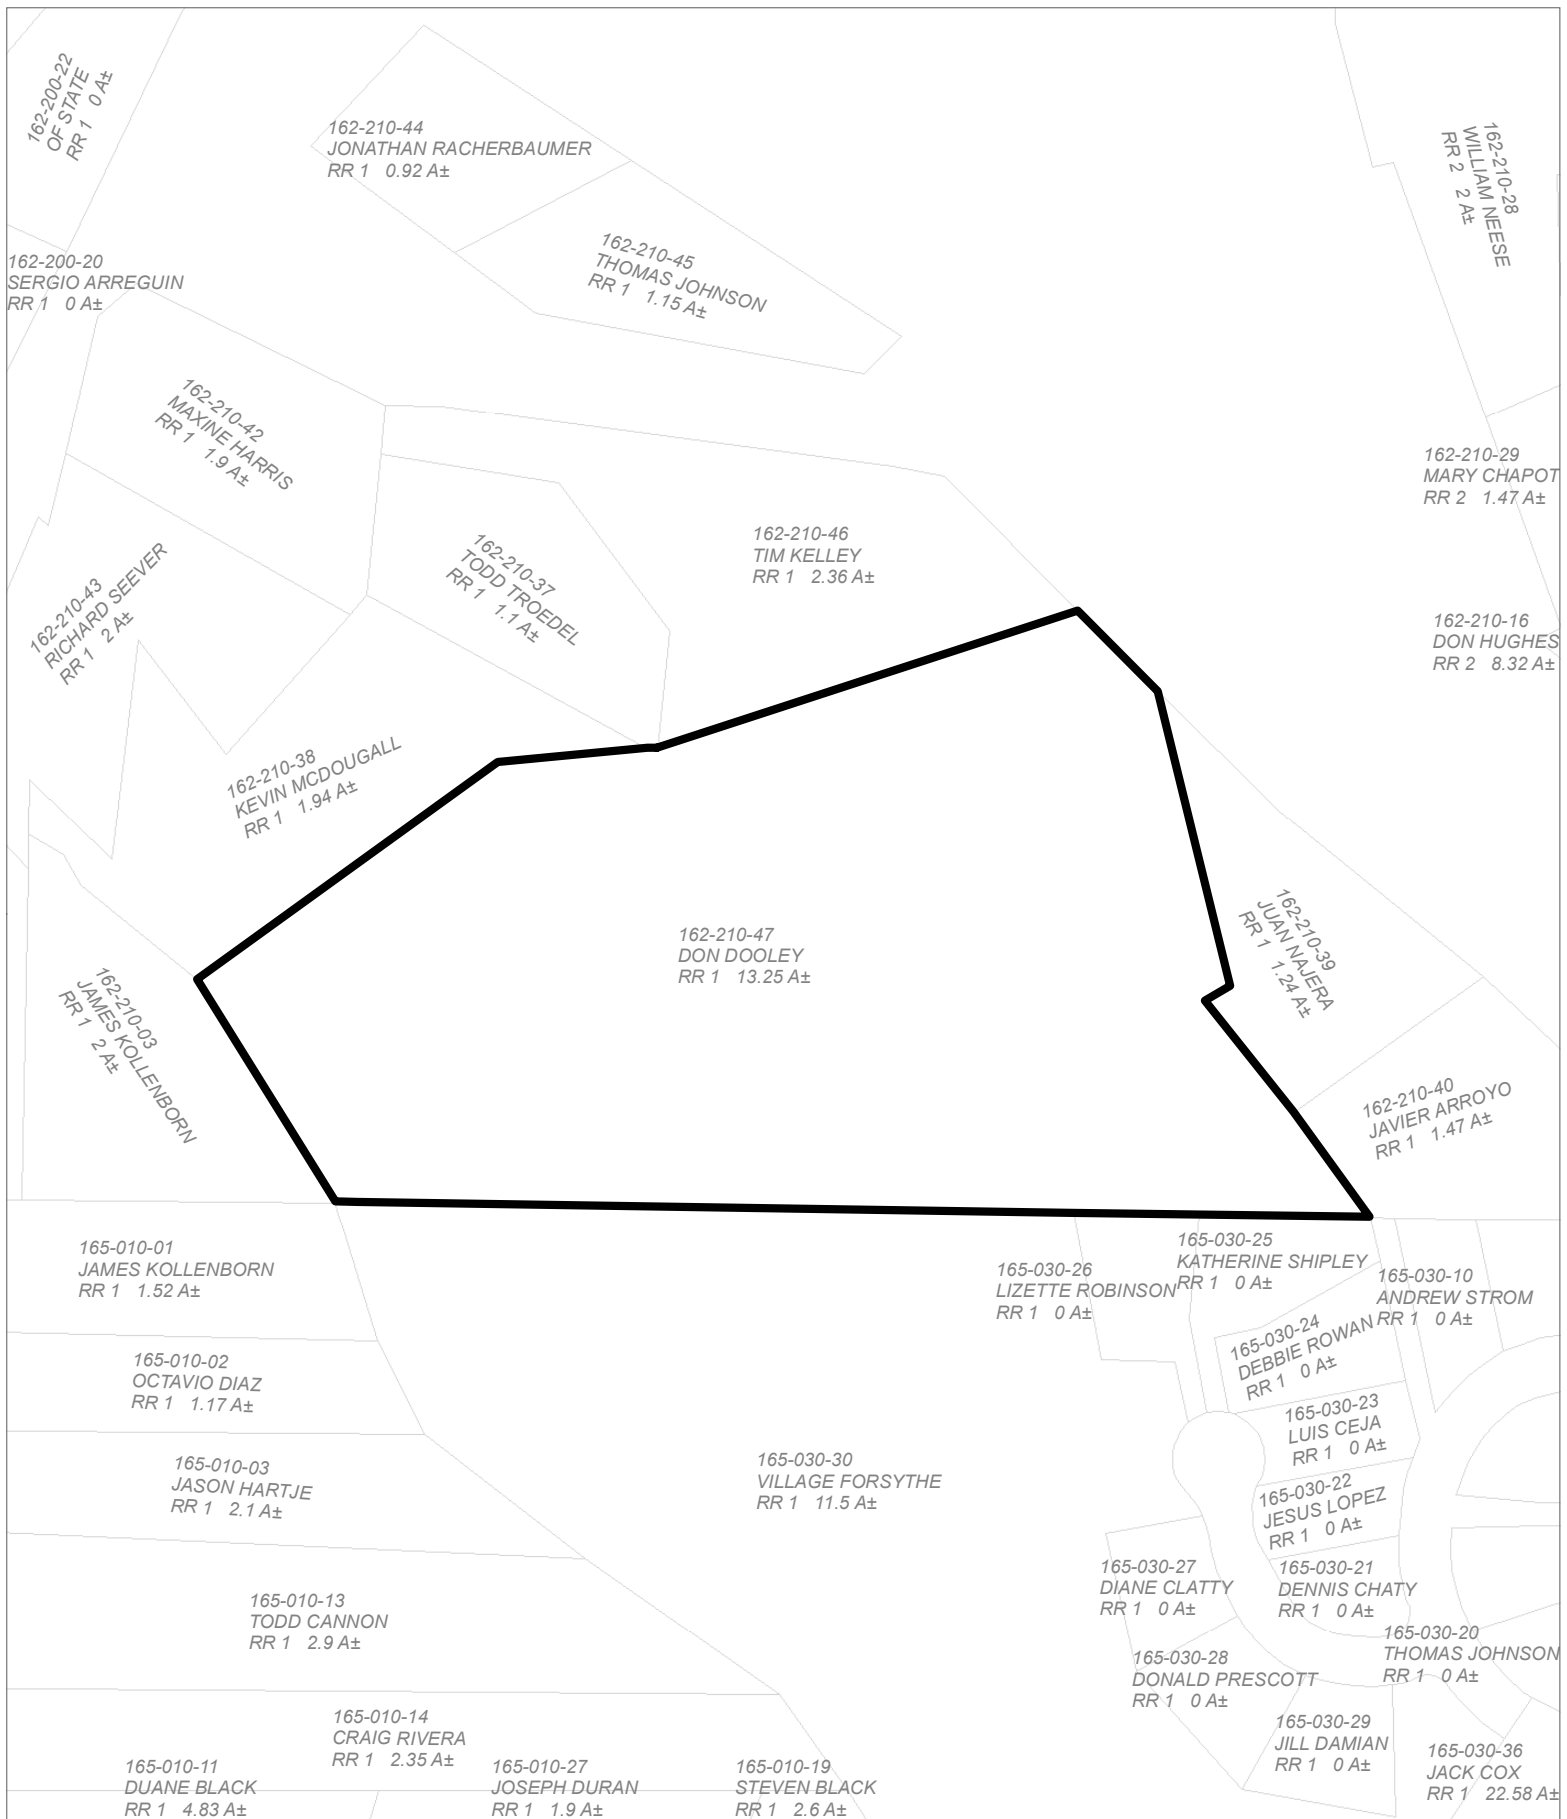 162-200-22
OF STATE
RR 1 0 A±
162-210-44
JONATHAN RACHERBAUMER
RR 1 0.92 A±
162-210-28
WILLIAM NEESE
RR 2 2 A±
162-200-20
SERGIO ARREGUIN
RR 1 0 A±
162-210-45
THOMAS JOHNSON
RR 1 1.15 A±
162-210-42
MAXINE HARRIS
RR 1 1.9 A±
162-210-29
MARY CHAPOT
RR 2 1.47 A±
162-210-43
RICHARD SEEVER
RR 1 2 A±
162-210-37
TODD TROEDEL
RR 1 1.1 A±
162-210-46
TIM KELLEY
RR 1 2.36 A±
162-210-16
DON HUGHES
RR 2 8.32 A±
162-210-38
KEVIN MCDOUGALL
RR 1 1.94 A±
162-210-47
DON DOOLEY
RR 1 13.25 A±
162-210-39
JUAN NAJERA
RR 1 1.24 A±
162-210-03
JAMES KOLLENBORN
RR 1 2 A±
162-210-40
JAVIER ARROYO
RR 1 1.47 A±
165-010-01
JAMES KOLLENBORN
RR 1 1.52 A±
165-030-26
LIZETTE ROBINSON
RR 1 0 A±
165-030-25
KATHERINE SHIPLEY
RR 1 0 A±
165-030-10
ANDREW STROM
RR 1 0 A±
165-030-24
DEBBIE ROWAN
RR 1 0 A±
165-010-02
OCTAVIO DIAZ
RR 1 1.17 A±
165-030-23
LUIS CEJA
RR 1 0 A±
165-010-03
JASON HARTJE
RR 1 2.1 A±
165-030-30
VILLAGE FORSYTHE
RR 1 11.5 A±
165-030-22
JESUS LOPEZ
RR 1 0 A±
165-030-27
DIANE CLATTY
RR 1 0 A±
165-030-21
DENNIS CHATY
RR 1 0 A±
165-010-13
TODD CANNON
RR 1 2.9 A±
165-030-20
THOMAS JOHNSON
RR 1 0 A±
165-030-28
DONALD PRESCOTT
RR 1 0 A±
165-010-14
CRAIG RIVERA
RR 1 2.35 A±
165-030-29
JILL DAMIAN
RR 1 0 A±
165-010-11
DUANE BLACK
RR 1 4.83 A±
165-010-27
JOSEPH DURAN
RR 1 1.9 A±
165-010-19
STEVEN BLACK
RR 1 2.6 A±
165-030-36
JACK COX
RR 1 22.58 A±